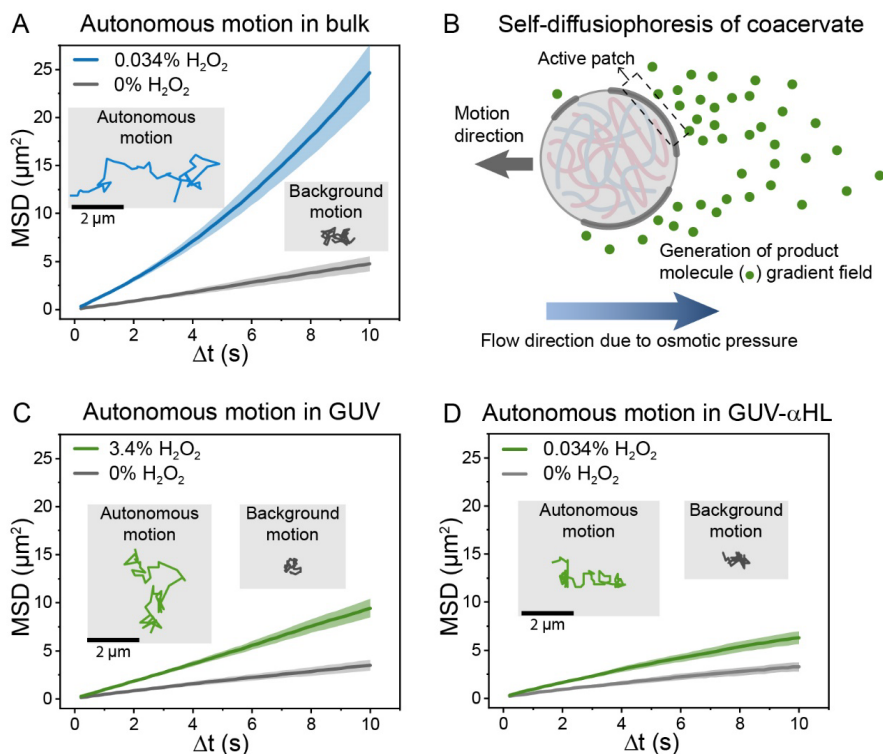 A
Autonomous motion in bulk
0.034% H₂O₂
0% H₂O₂
Autonomous
motion
2 µm
Background
motion
MSD (µm²)
25
20
15
10
5
0
0
2
4
6
8
10
Δt (s)
B
Self-diffusiophoresis of coacervate
Active patch
Motion
direction
Generation of product
molecule (●) gradient field
Flow direction due to osmotic pressure
C
Autonomous motion in GUV
3.4% H₂O₂
0% H₂O₂
Autonomous
motion
2 µm
Background
motion
MSD (µm²)
25
20
15
10
5
0
0
2
4
6
8
10
Δt (s)
D
Autonomous motion in GUV-αHL
0.034% H₂O₂
0% H₂O₂
Autonomous
motion
2 µm
Background
motion
MSD (µm²)
25
20
15
10
5
0
0
2
4
6
8
10
Δt (s)